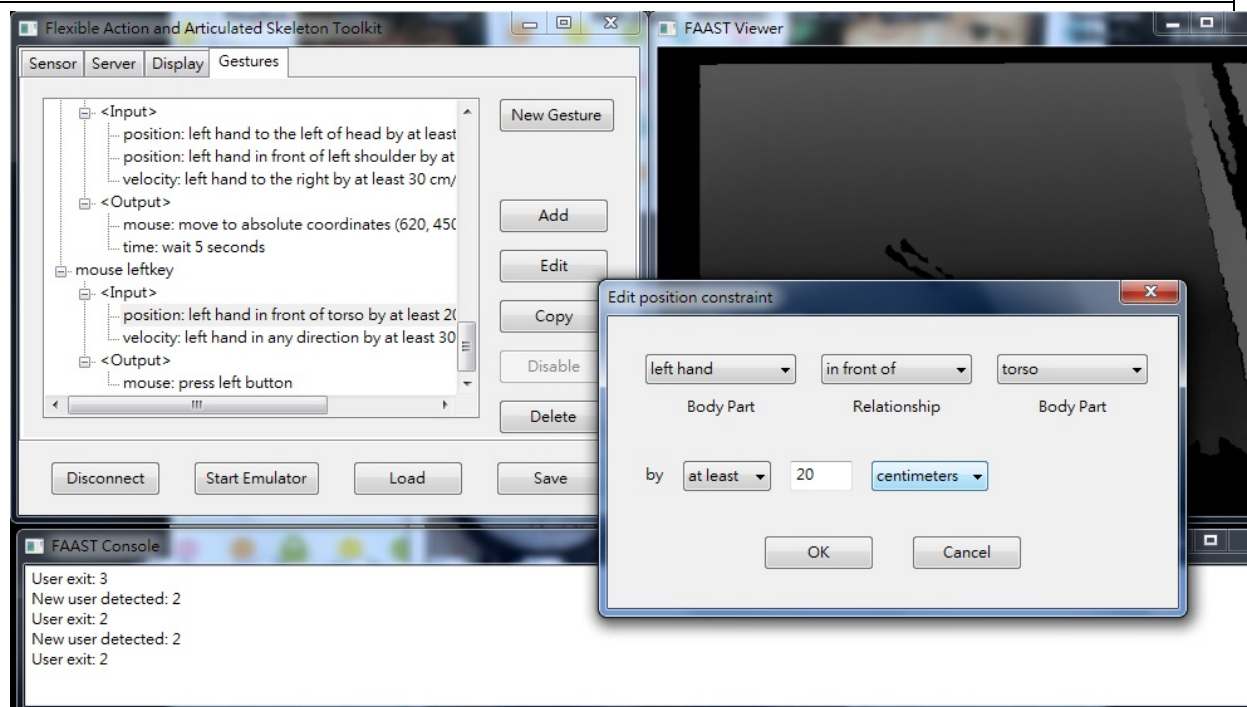 Flexible Action and Articulated Skeleton Toolkit
Sensor
Server
Display
Gestures
<Input>
position: left hand to the left of head by at least
position: left hand in front of left shoulder by at
velocity: left hand to the right by at least 30 cm/
<Output>
mouse: move to absolute coordinates (620, 450
time: wait 5 seconds
mouse leftkey
<Input>
position: left hand in front of torso by at least 20
velocity: left hand in any direction by at least 30
<Output>
mouse: press left button
New Gesture
Add
Edit
Copy
Disable
Delete
Disconnect
Start Emulator
Load
Save
FAAST Viewer
Edit position constraint
left hand
in front of
torso
Body Part
Relationship
Body Part
by
at least
20
centimeters
OK
Cancel
FAAST Console
User exit: 3
New user detected: 2
User exit: 2
New user detected: 2
User exit: 2